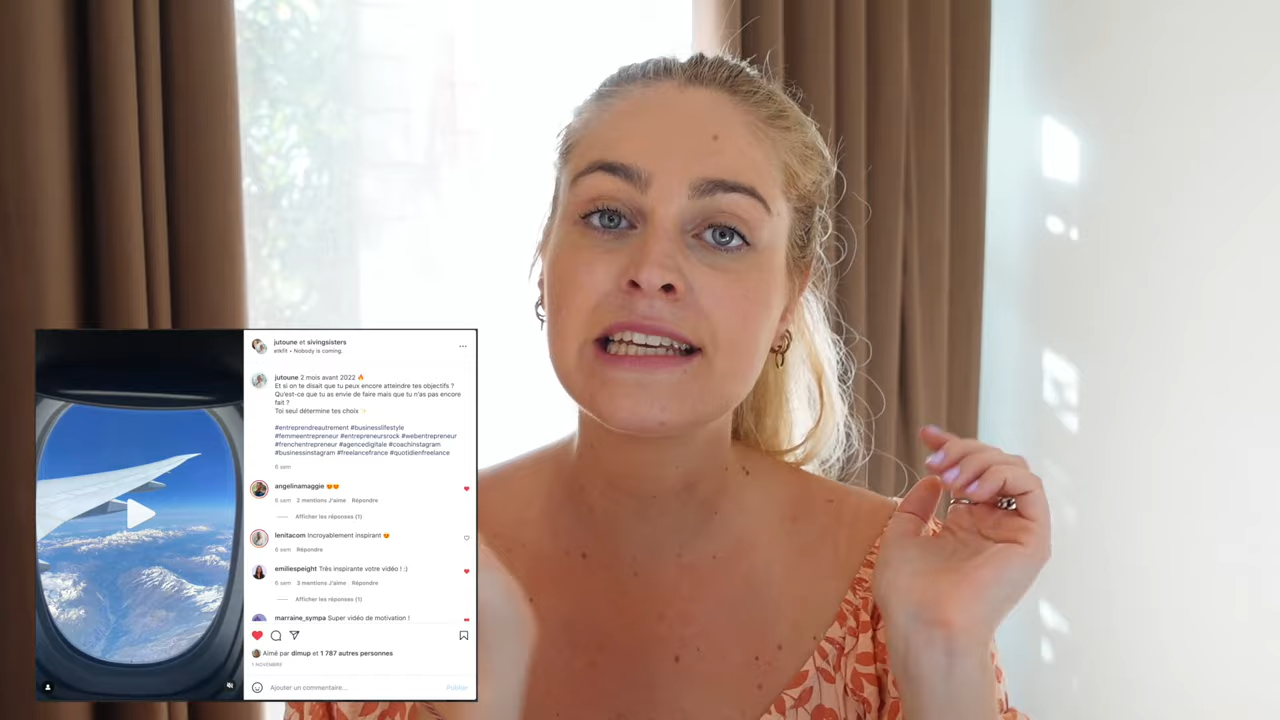 jutoune et sivingsisters
etkfit • Nobody is coming.
jutoune 2 mois avant 2022 🔥
Et si on te disait que tu peux encore atteindre tes objectifs ?
Qu'est-ce que tu as envie de faire mais que tu n'as pas encore
fait ?
Toi seul détermine tes choix ✨
#entreprendreautrement #businesslifestyle
#femmeentrepreneur #entrepreneursrock #webentrepreneur
#frenchentrepreneur #agencedigitale #coachinstagram
#businessinstagram #freelancefrance #quotidienfreelance
6 sem
angelinamaggie 😍😍
6 sem 2 mentions J'aime Répondre
Afficher les réponses (1)
lenitacom Incroyablement inspirant 😍
6 sem Répondre
emiliespeight Très inspirante votre vidéo ! :)
6 sem 3 mentions J'aime Répondre
Afficher les réponses (1)
marraine_sympa Super vidéo de motivation !
Aimé par dimup et 1 787 autres personnes
1 NOVEMBRE
Ajouter un commentaire...
Publier